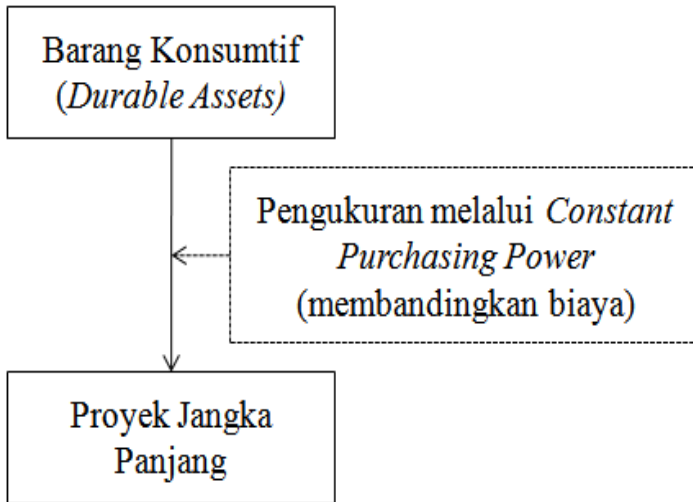 Barang Konsumtif
(Durable Assets)
Pengukuran melalui Constant
Purchasing Power
(membandingkan biaya)
Proyek Jangka
Panjang